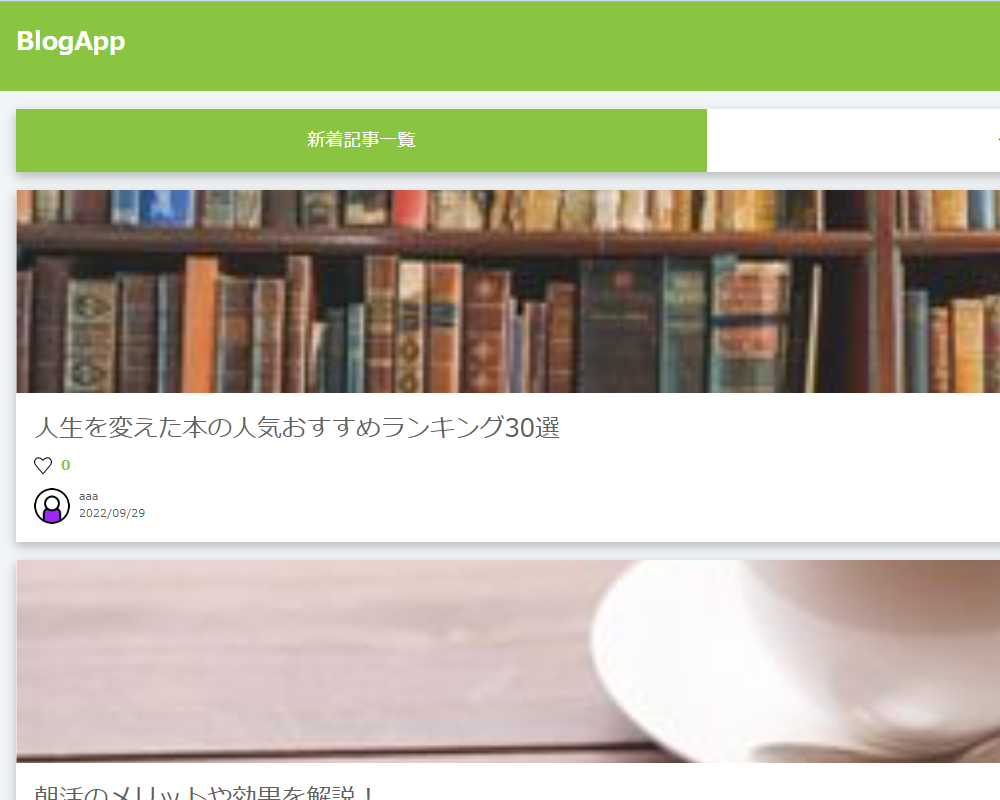 BlogApp
新着記事一覧
人生を変えた本の人気おすすめランキング30選
0
aaa
2022/09/29
朝活のメリットや効果を解説！